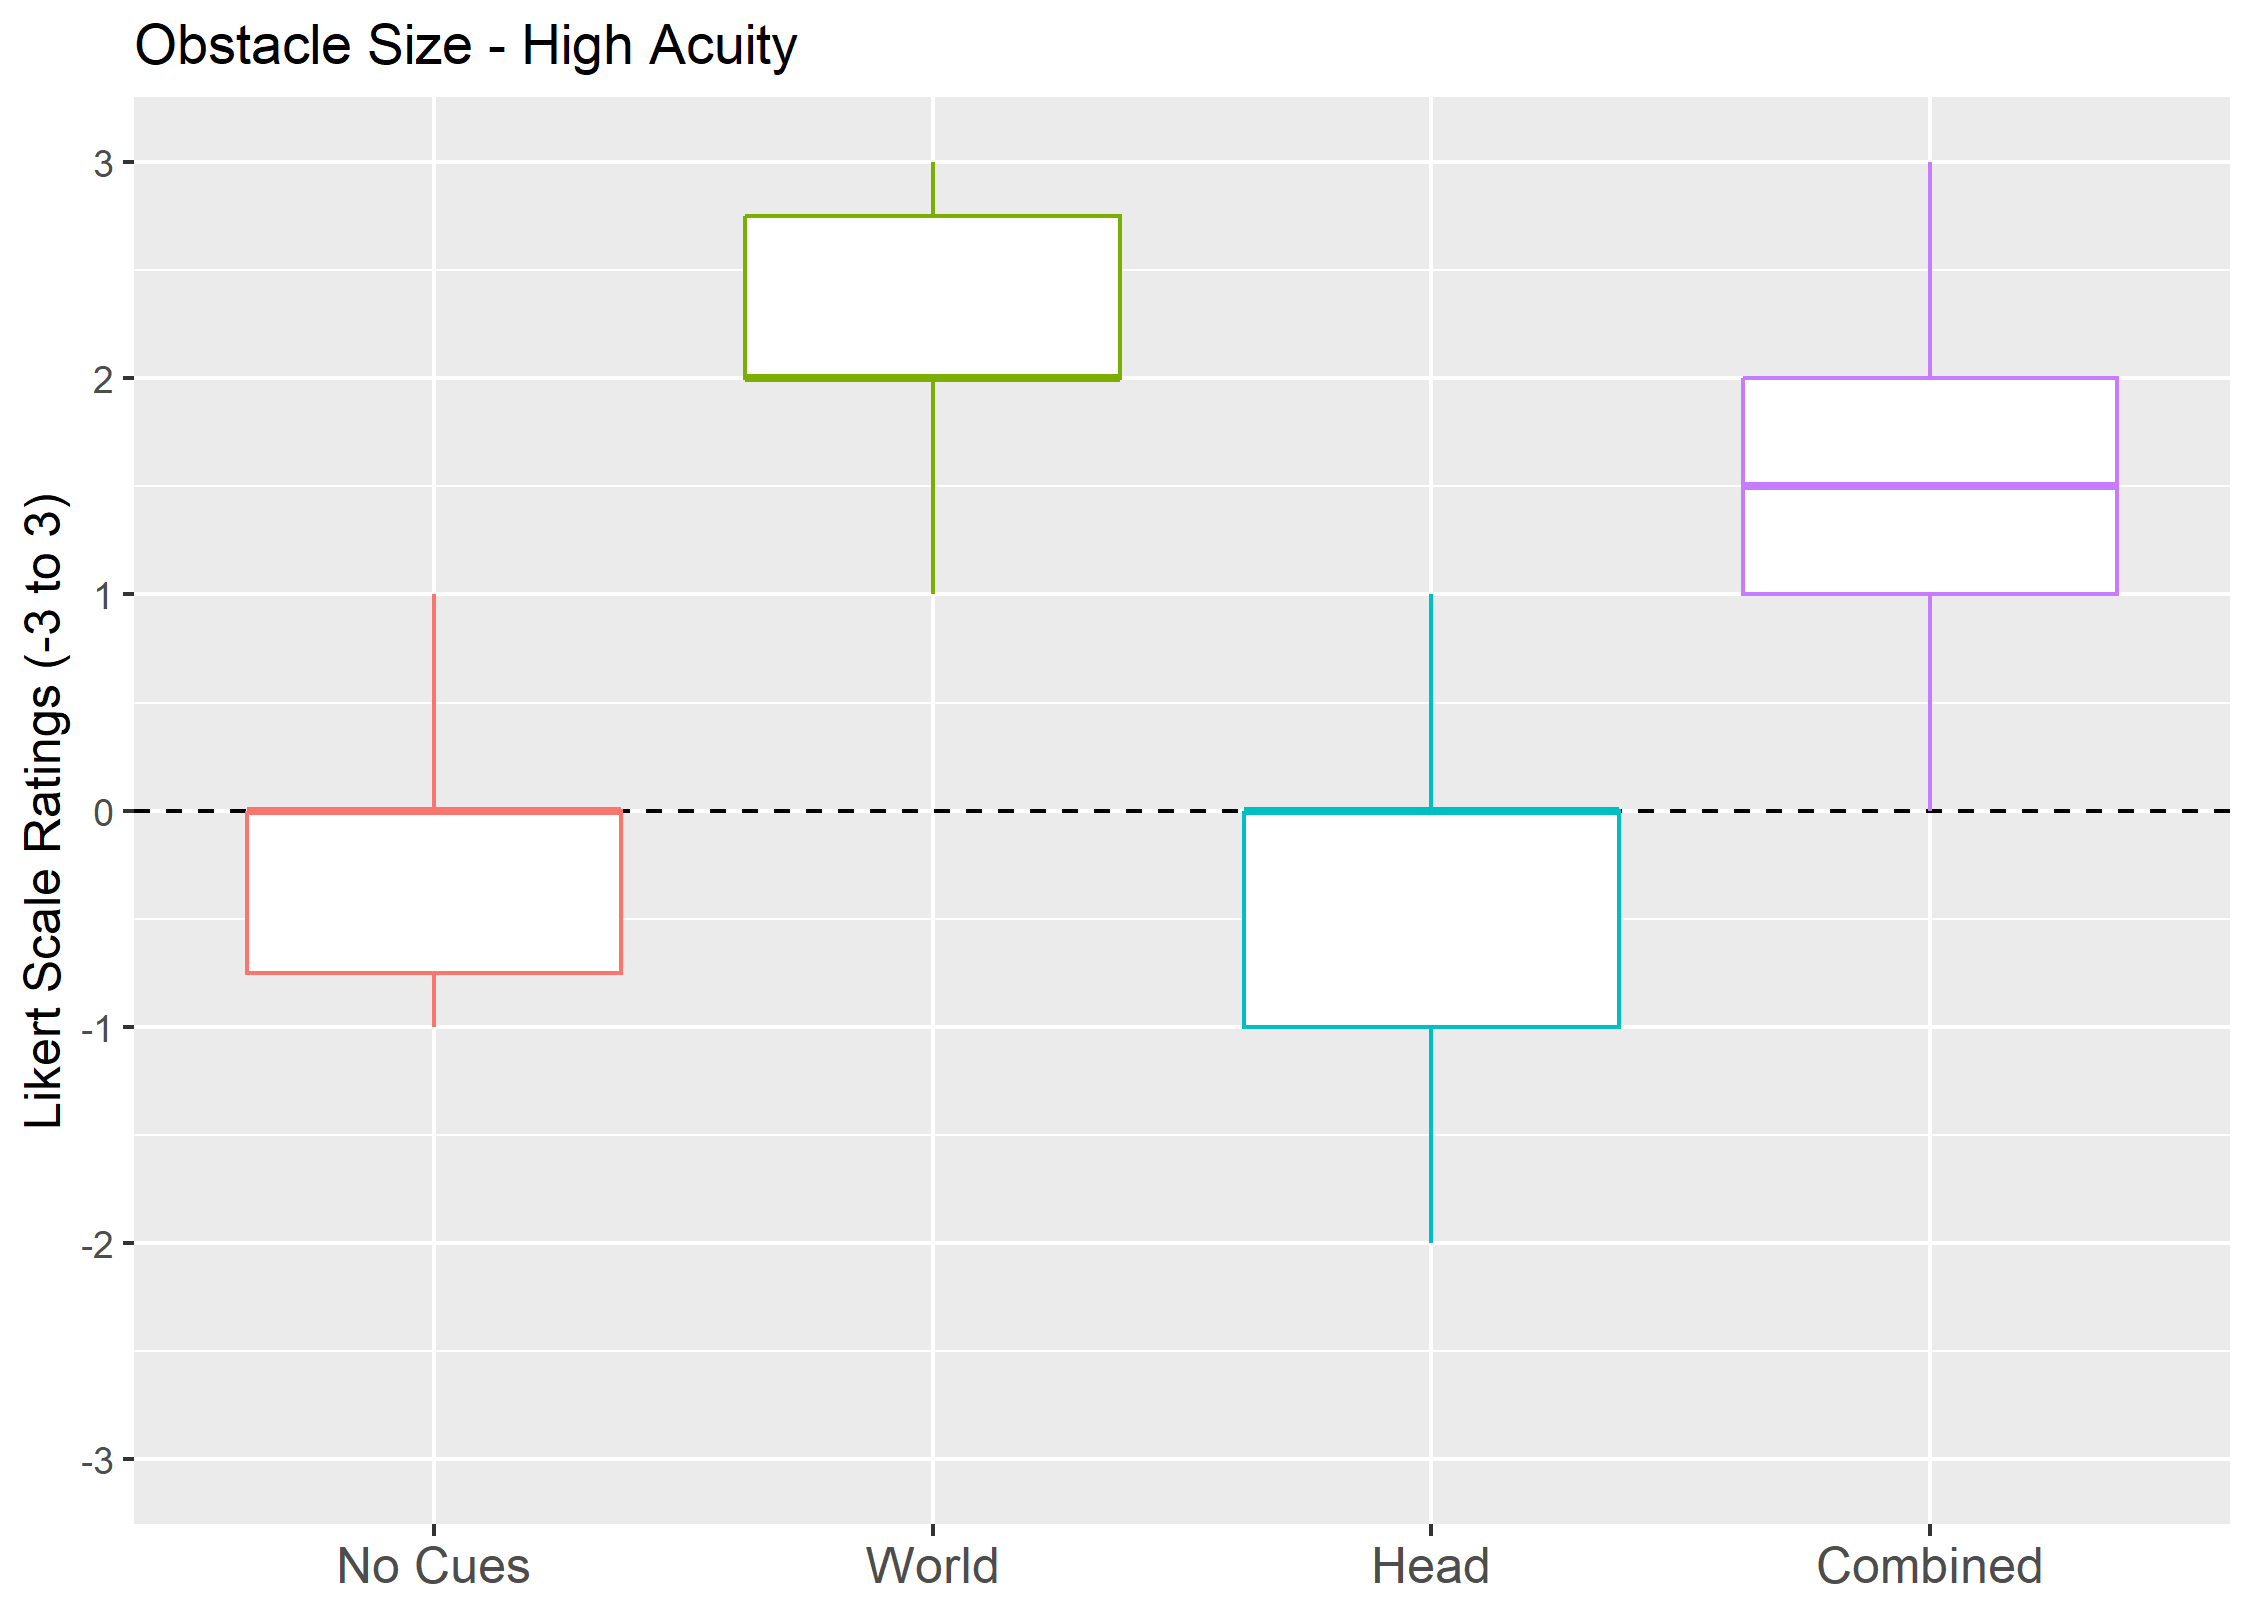 Obstacle Size - High Acuity
Likert Scale Ratings (-3 to 3)
3
2
1
0
-1
-2
-3
No Cues
World
Head
Combined